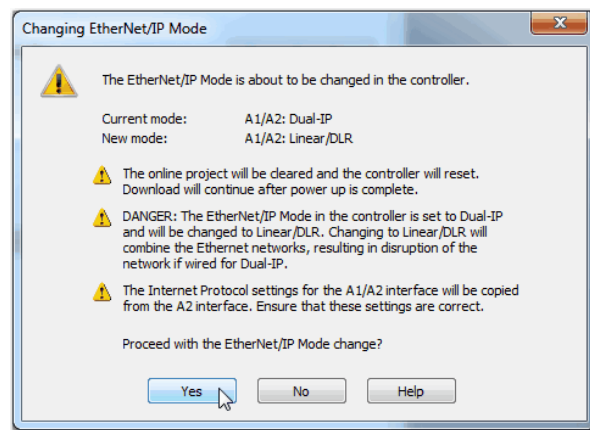 Changing EtherNet/IP Mode
The EtherNet/IP Mode is about to be changed in the controller.
Current mode: A1/A2: Dual-IP
New mode: A1/A2: Linear/DLR
The online project will be cleared and the controller will reset.
Download will continue after power up is complete.
DANGER: The EtherNet/IP Mode in the controller is set to Dual-IP
and will be changed to Linear/DLR. Changing to Linear/DLR will
combine the Ethernet networks, resulting in disruption of the
network if wired for Dual-IP.
The Internet Protocol settings for the A1/A2 interface will be copied
from the A2 interface. Ensure that these settings are correct.
Proceed with the EtherNet/IP Mode change?
Yes No Help